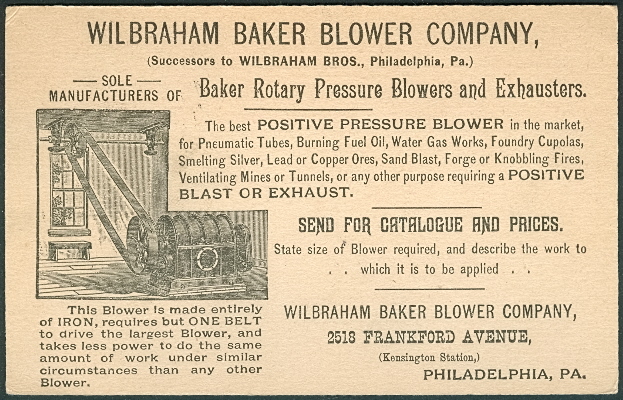 WILBRAHAM BAKER BLOWER COMPANY,
(Successors to WILBRAHAM BROS., Philadelphia, Pa.)
SOLE
MANUFACTURERS OF
Baker Rotary Pressure Blowers and Exhausters.
The best POSITIVE PRESSURE BLOWER in the market,
for Pneumatic Tubes, Burning Fuel Oil, Water Gas Works, Foundry Cupolas,
Smelting Silver, Lead or Copper Ores, Sand Blast, Forge or Knobbling Fires,
Ventilating Mines or Tunnels, or any other purpose requiring a POSITIVE
BLAST OR EXHAUST.
SEND FOR CATALOGUE AND PRICES.
State size of Blower required, and describe the work to
. . which it is to be applied . .
This Blower is made entirely
of IRON, requires but ONE BELT
to drive the largest Blower, and
takes less power to do the same
amount of work under similar
circumstances than any other
Blower.
WILBRAHAM BAKER BLOWER COMPANY,
2518 FRANKFORD AVENUE,
(Kensington Station,)
PHILADELPHIA, PA.